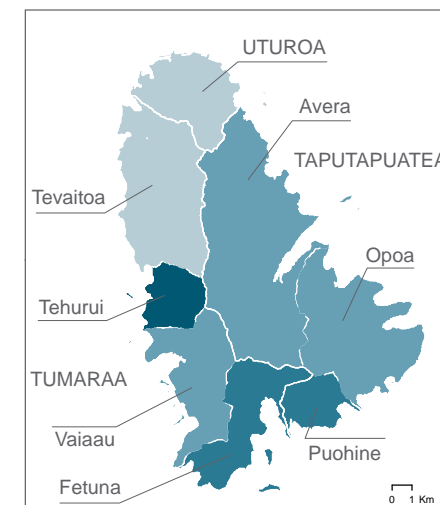 UTUROA
Avera
TAPUTAPUATEA
Tevaitoa
Opoa
Tehurui
TUMARAA
Vaiaau
Puohine
Fetuna
0 1 Km